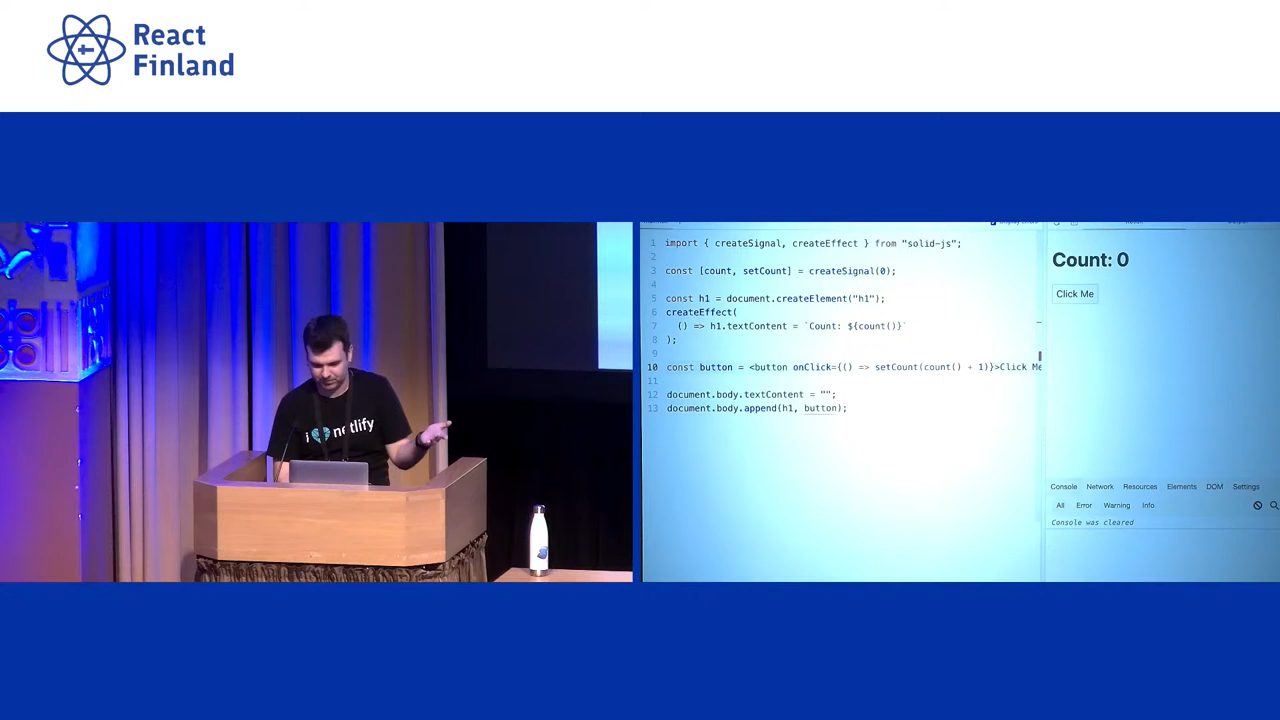 React
Finland
i netlify
1 import { createSignal, createEffect } from "solid-js";
2
3 const [count, setCount] = createSignal(0);
4
5 const h1 = document.createElement("h1");
6 createEffect(
7 () => h1.textContent = `Count: ${count()}`
8 );
9
10 const button = <button onClick={() => setCount(count() + 1)}>Click Me
11
12 document.body.textContent = "";
13 document.body.append(h1, button);
Count: 0
Click Me
Console Network Resources Elements DOM Settings
All Error Warning Info
Console was cleared